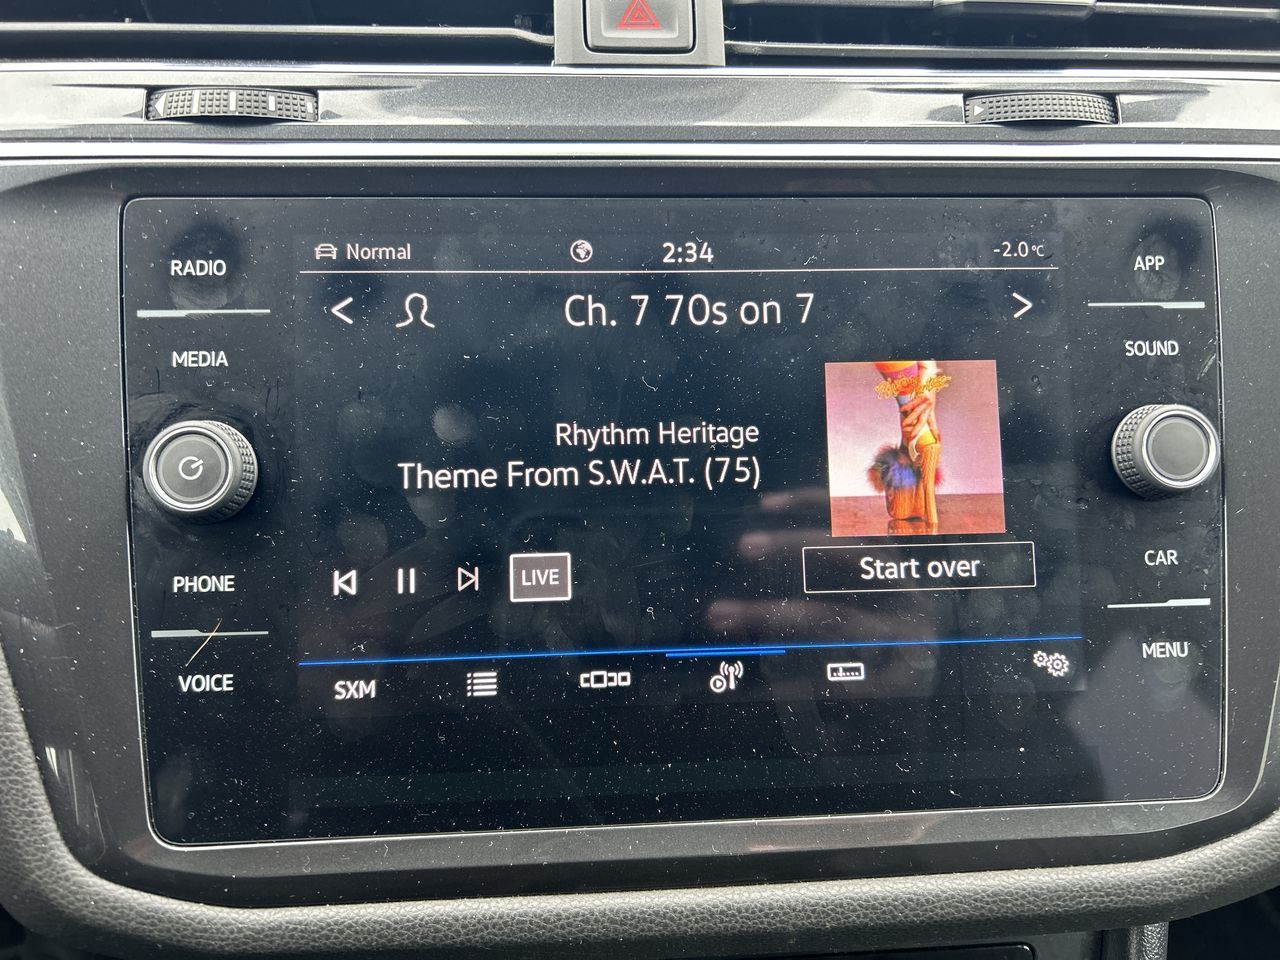 RADIO
MEDIA
PHONE
VOICE
Normal
2:34
-2.0°C
Ch. 7 70s on 7
Rhythm Heritage
Theme From S.W.A.T. (75)
LIVE
Start over
SXM
APP
SOUND
CAR
MENU